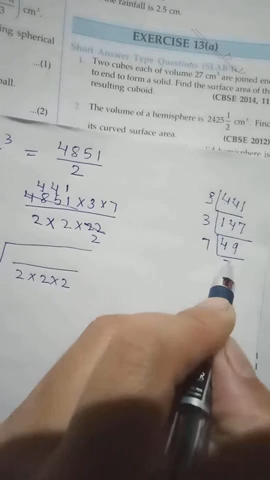 the rainfall is 2.5 cm.
cm³.
ing spherical
...(1)
ball.
...(2)
EXERCISE 13(a)
Short Answer Type Questions
1. Two cubes each of volume 27 cm³ are joined end
to end to form a solid. Find the surface area of the
resulting cuboid.
(CBSE 2014, 11
2. The volume of a hemisphere is 2425 1/2 cm³. Find
its curved surface area.
(CBSE 2012)
3 = 4851/2
441
4851 × 3 × 7
2 × 2 × 22
2
2 × 2 × 2
3 | 441
3 | 147
7 | 49